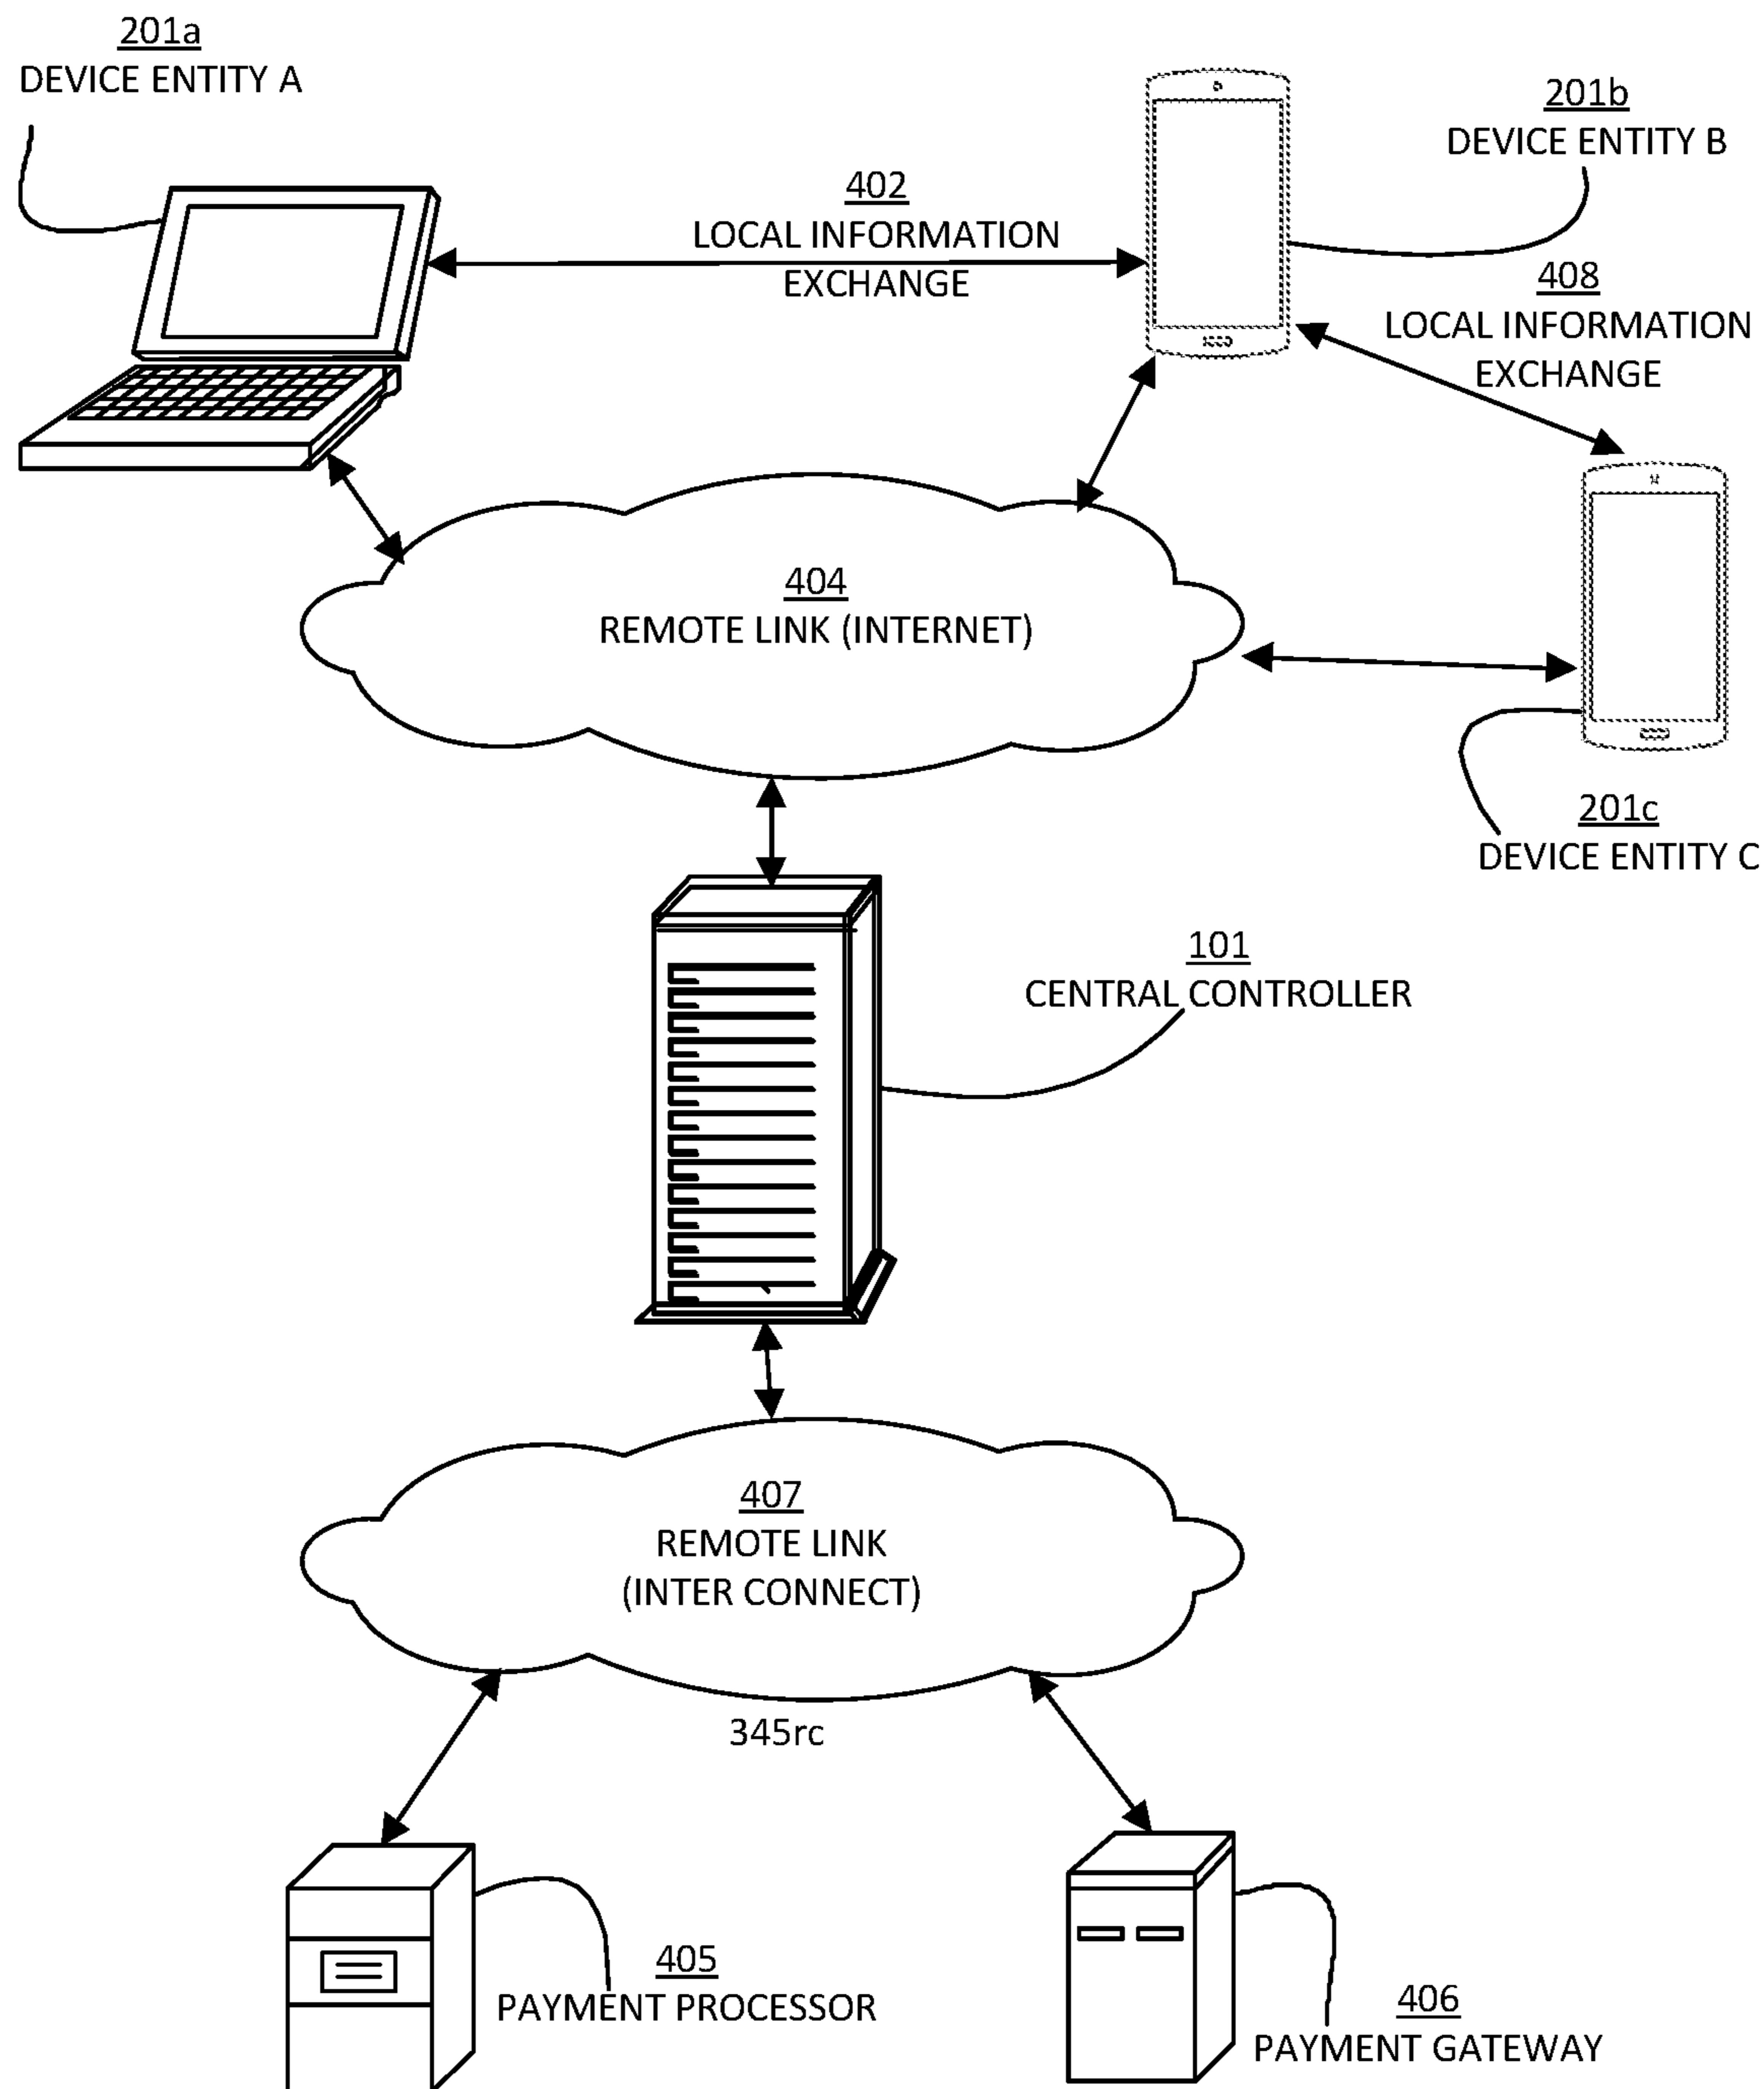 201a
DEVICE ENTITY A
201b
DEVICE ENTITY B
402
LOCAL INFORMATION
EXCHANGE
408
LOCAL INFORMATION
EXCHANGE
404
REMOTE LINK (INTERNET)
201c
DEVICE ENTITY C
101
CENTRAL CONTROLLER
407
REMOTE LINK
(INTER CONNECT)
345rc
405
PAYMENT PROCESSOR
406
PAYMENT GATEWAY